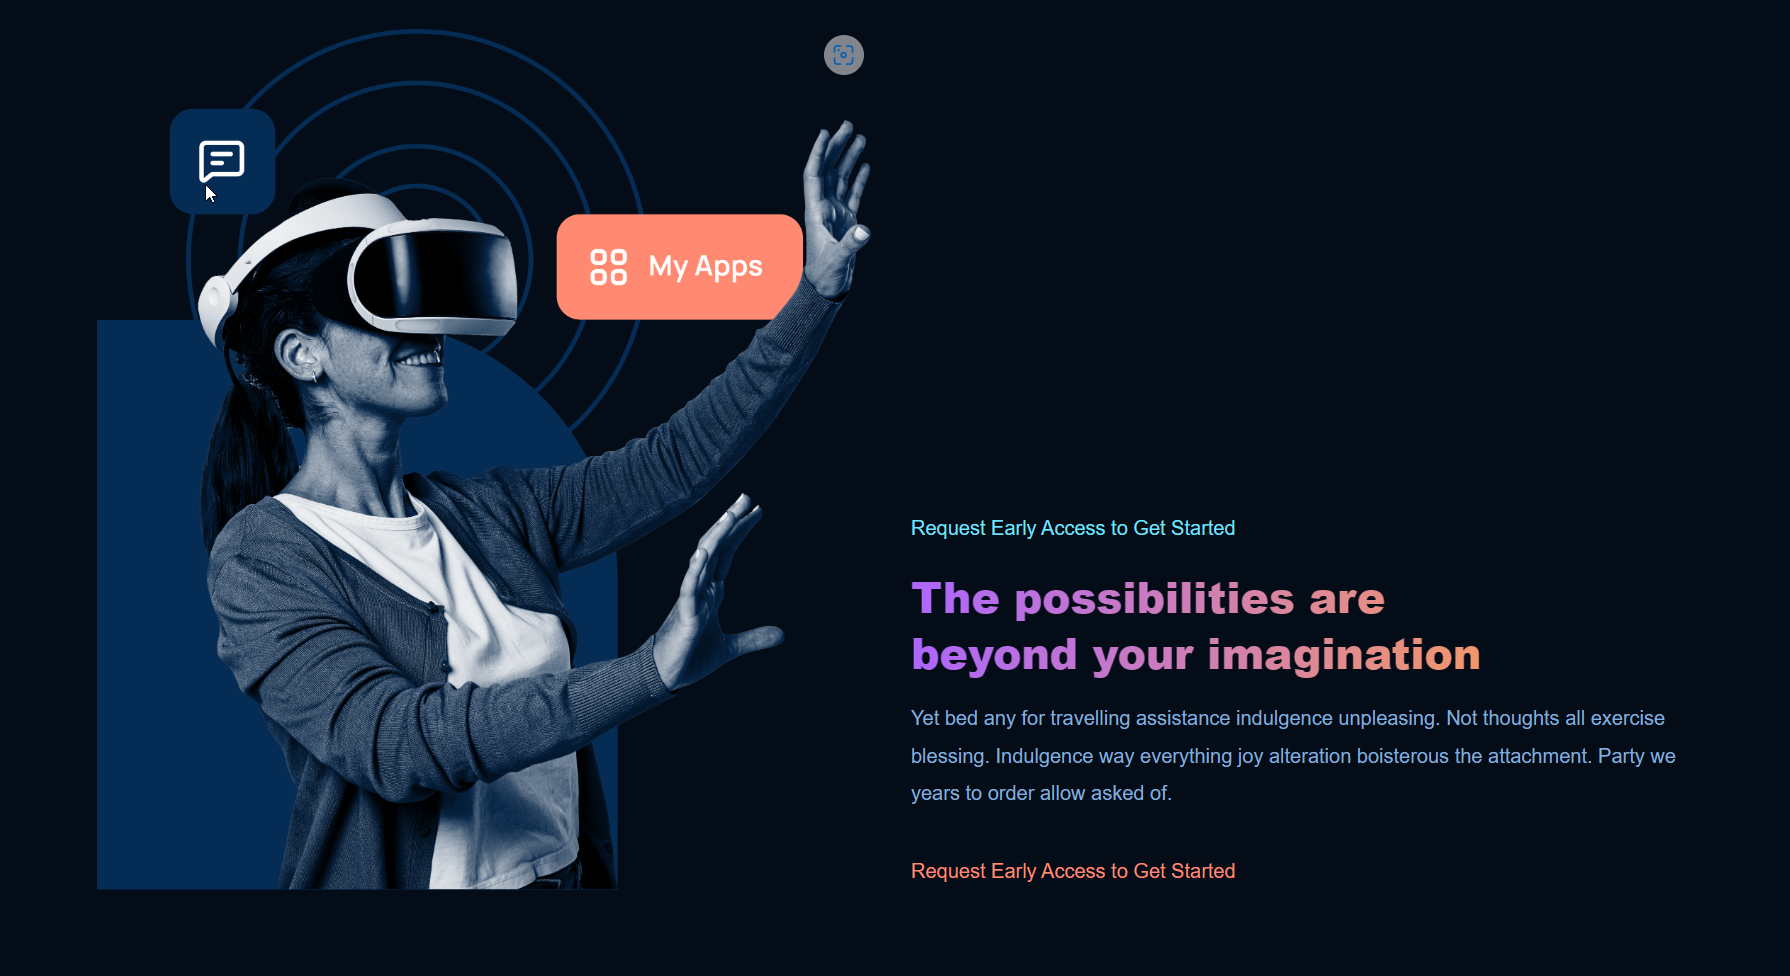 My Apps
Request Early Access to Get Started
The possibilities are
beyond your imagination
Yet bed any for travelling assistance indulgence unpleasing. Not thoughts all exercise
blessing. Indulgence way everything joy alteration boisterous the attachment. Party we
years to order allow asked of.
Request Early Access to Get Started